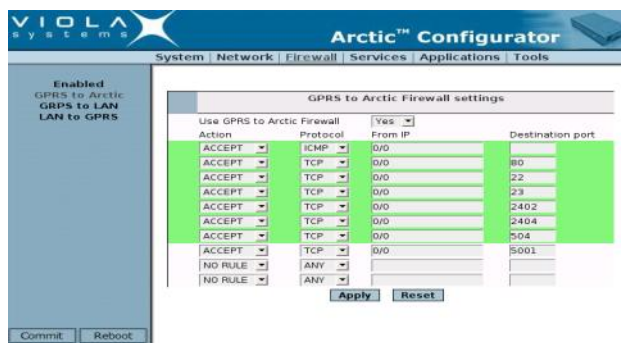 VIOLA
systems
Arctic™ Configurator
System | Network | Firewall | Services | Applications | Tools
Enabled
GPRS to Arctic
GRPS to LAN
LAN to GPRS
GPRS to Arctic Firewall settings
Use GPRS to Arctic Firewall Yes
Action Protocol From IP Destination port
ACCEPT ICMP 0/0
ACCEPT TCP 0/0 80
ACCEPT TCP 0/0 22
ACCEPT TCP 0/0 23
ACCEPT TCP 0/0 2402
ACCEPT TCP 0/0 2404
ACCEPT TCP 0/0 504
ACCEPT TCP 0/0 5001
NO RULE ANY
NO RULE ANY
Apply Reset
Commit Reboot